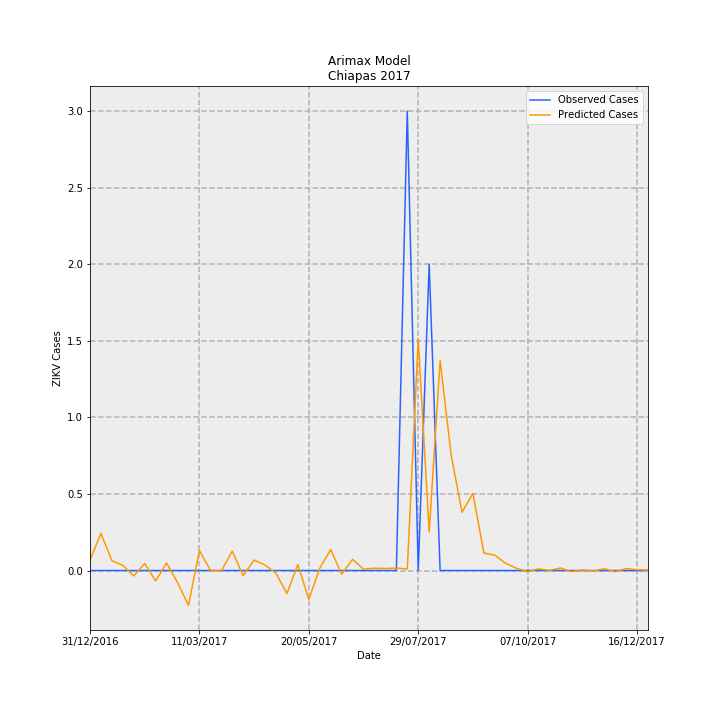 Arimax Model
Chiapas 2017
Observed Cases
Predicted Cases
ZIKV Cases
3.0
2.5
2.0
1.5
1.0
0.5
0.0
31/12/2016
11/03/2017
20/05/2017
29/07/2017
07/10/2017
16/12/2017
Date